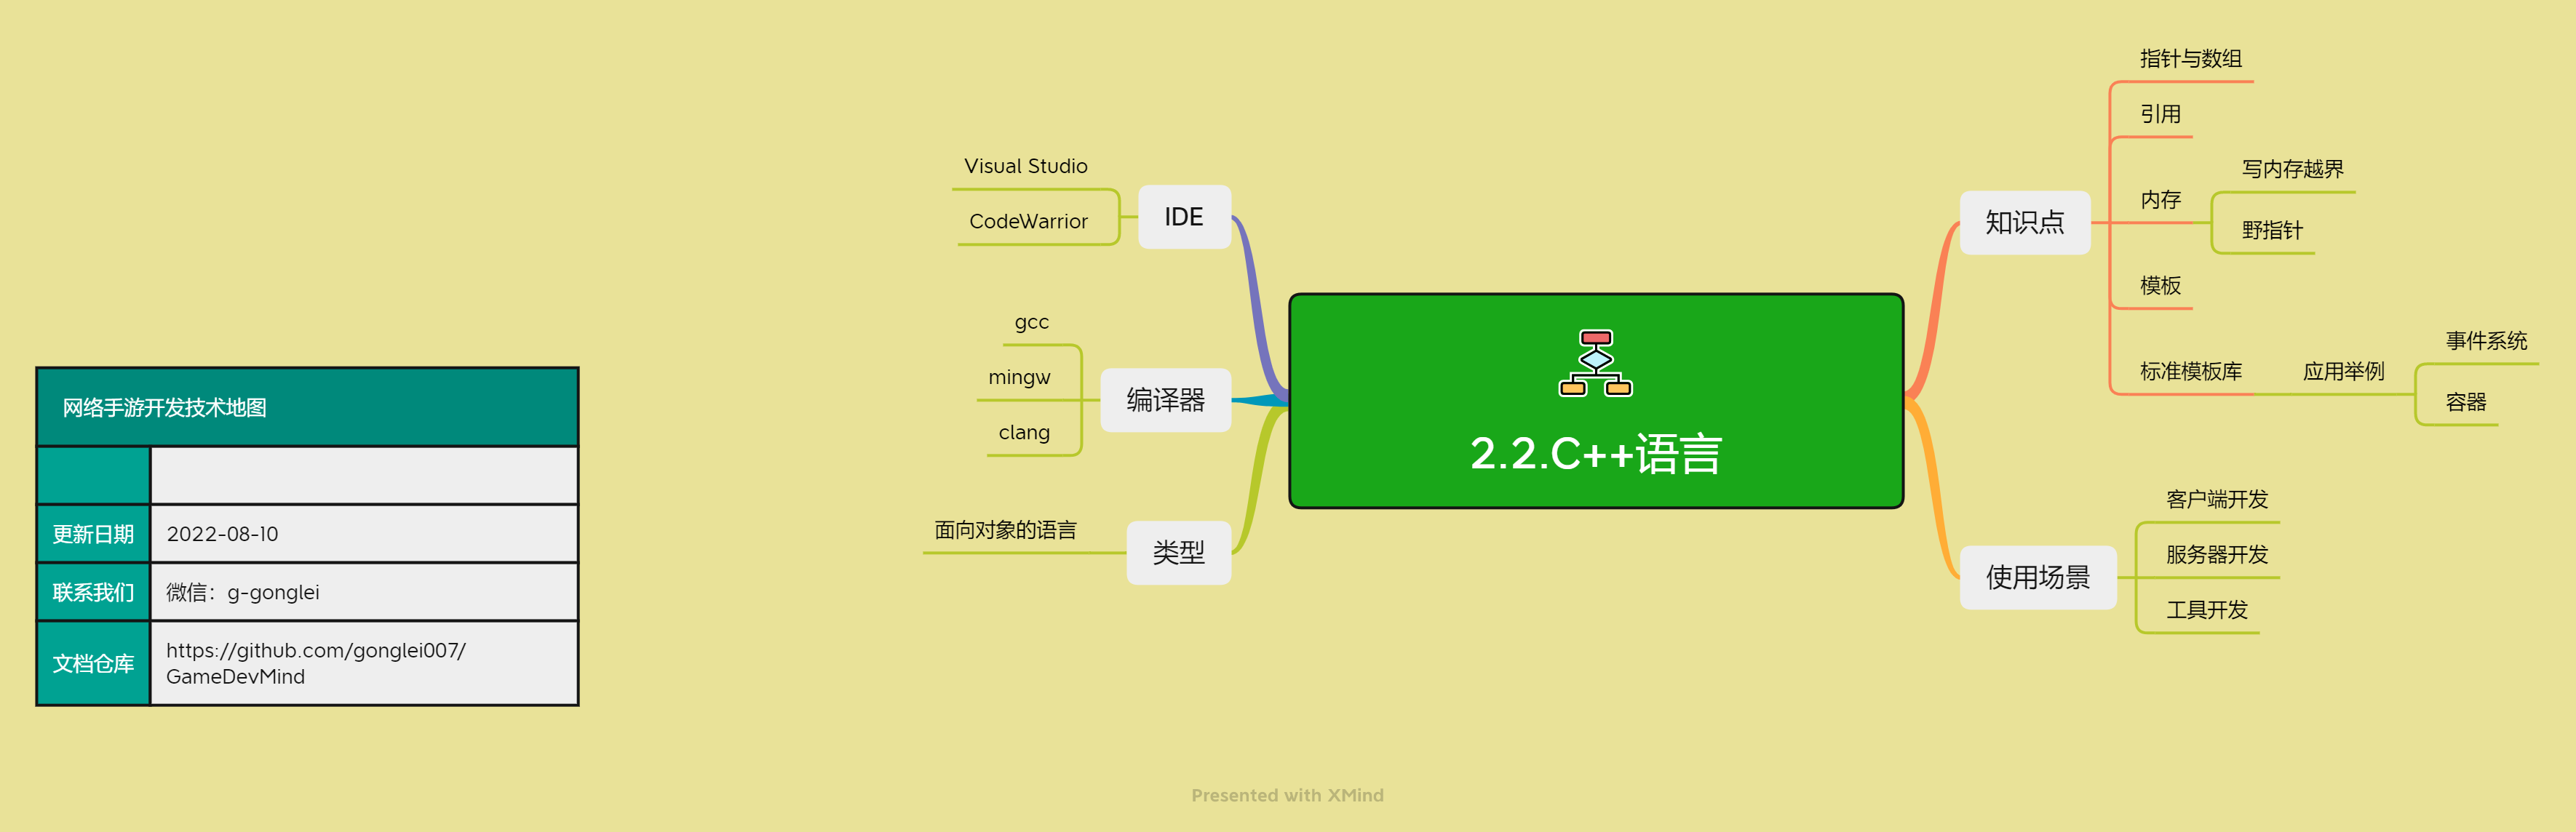 网络手游开发技术地图
更新日期
2022-08-10
联系我们
微信：g-gonglei
文档仓库
https://github.com/gonglei007/
GameDevMind
2.2.C++语言
知识点
指针与数组
引用
内存
写内存越界
野指针
模板
标准模板库
应用举例
事件系统
容器
使用场景
客户端开发
服务器开发
工具开发
IDE
Visual Studio
CodeWarrior
编译器
gcc
mingw
clang
类型
面向对象的语言
Presented with XMind